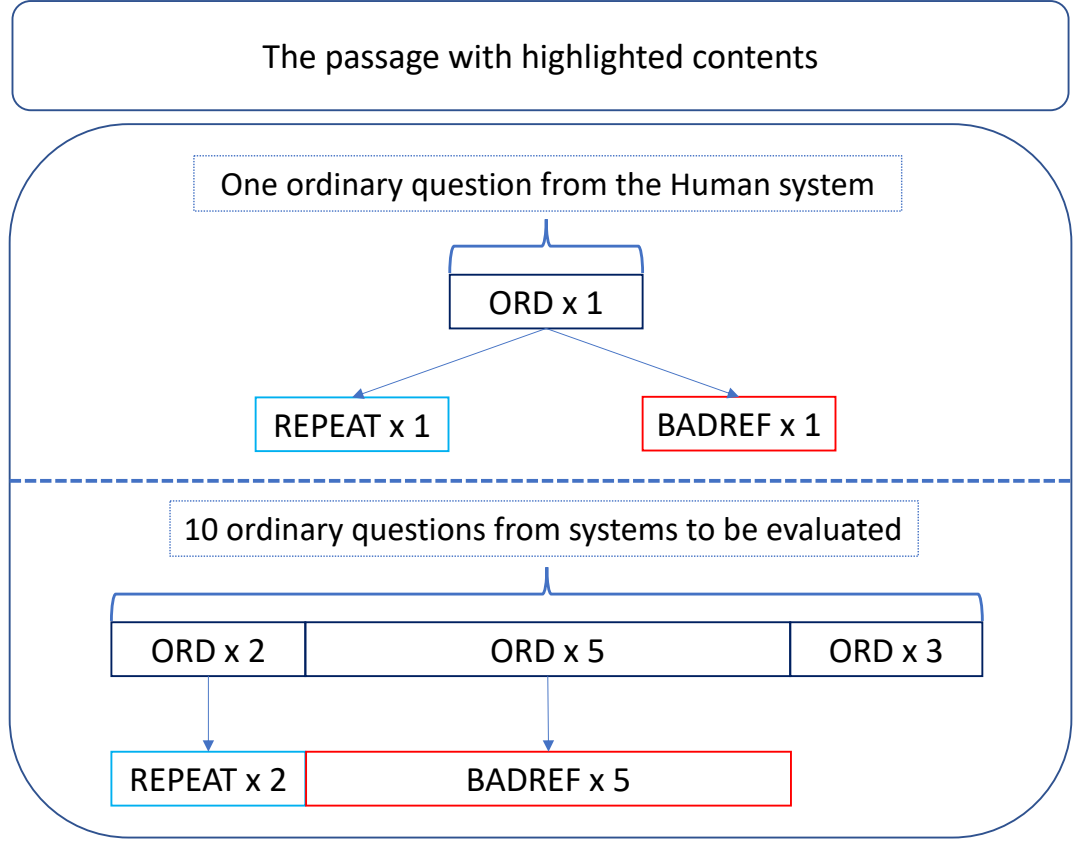 The passage with highlighted contents
One ordinary question from the Human system
ORD x 1
REPEAT x 1
BADREF x 1
10 ordinary questions from systems to be evaluated
ORD x 2
ORD x 5
ORD x 3
REPEAT x 2
BADREF x 5